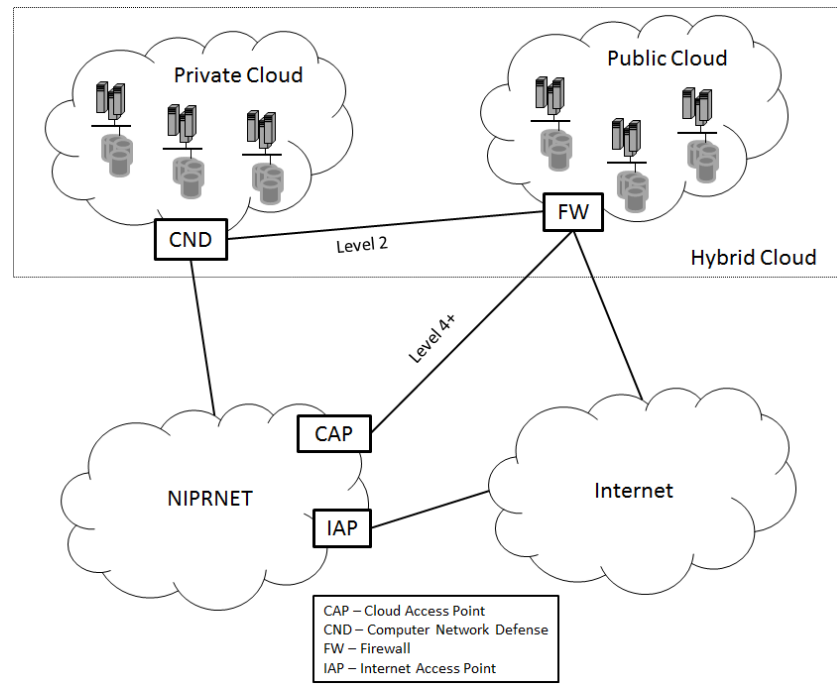 Private Cloud
Public Cloud
CND
Level 2
FW
Hybrid Cloud
Level 4+
CAP
NIPRNET
IAP
Internet
CAP – Cloud Access Point
CND – Computer Network Defense
FW – Firewall
IAP – Internet Access Point